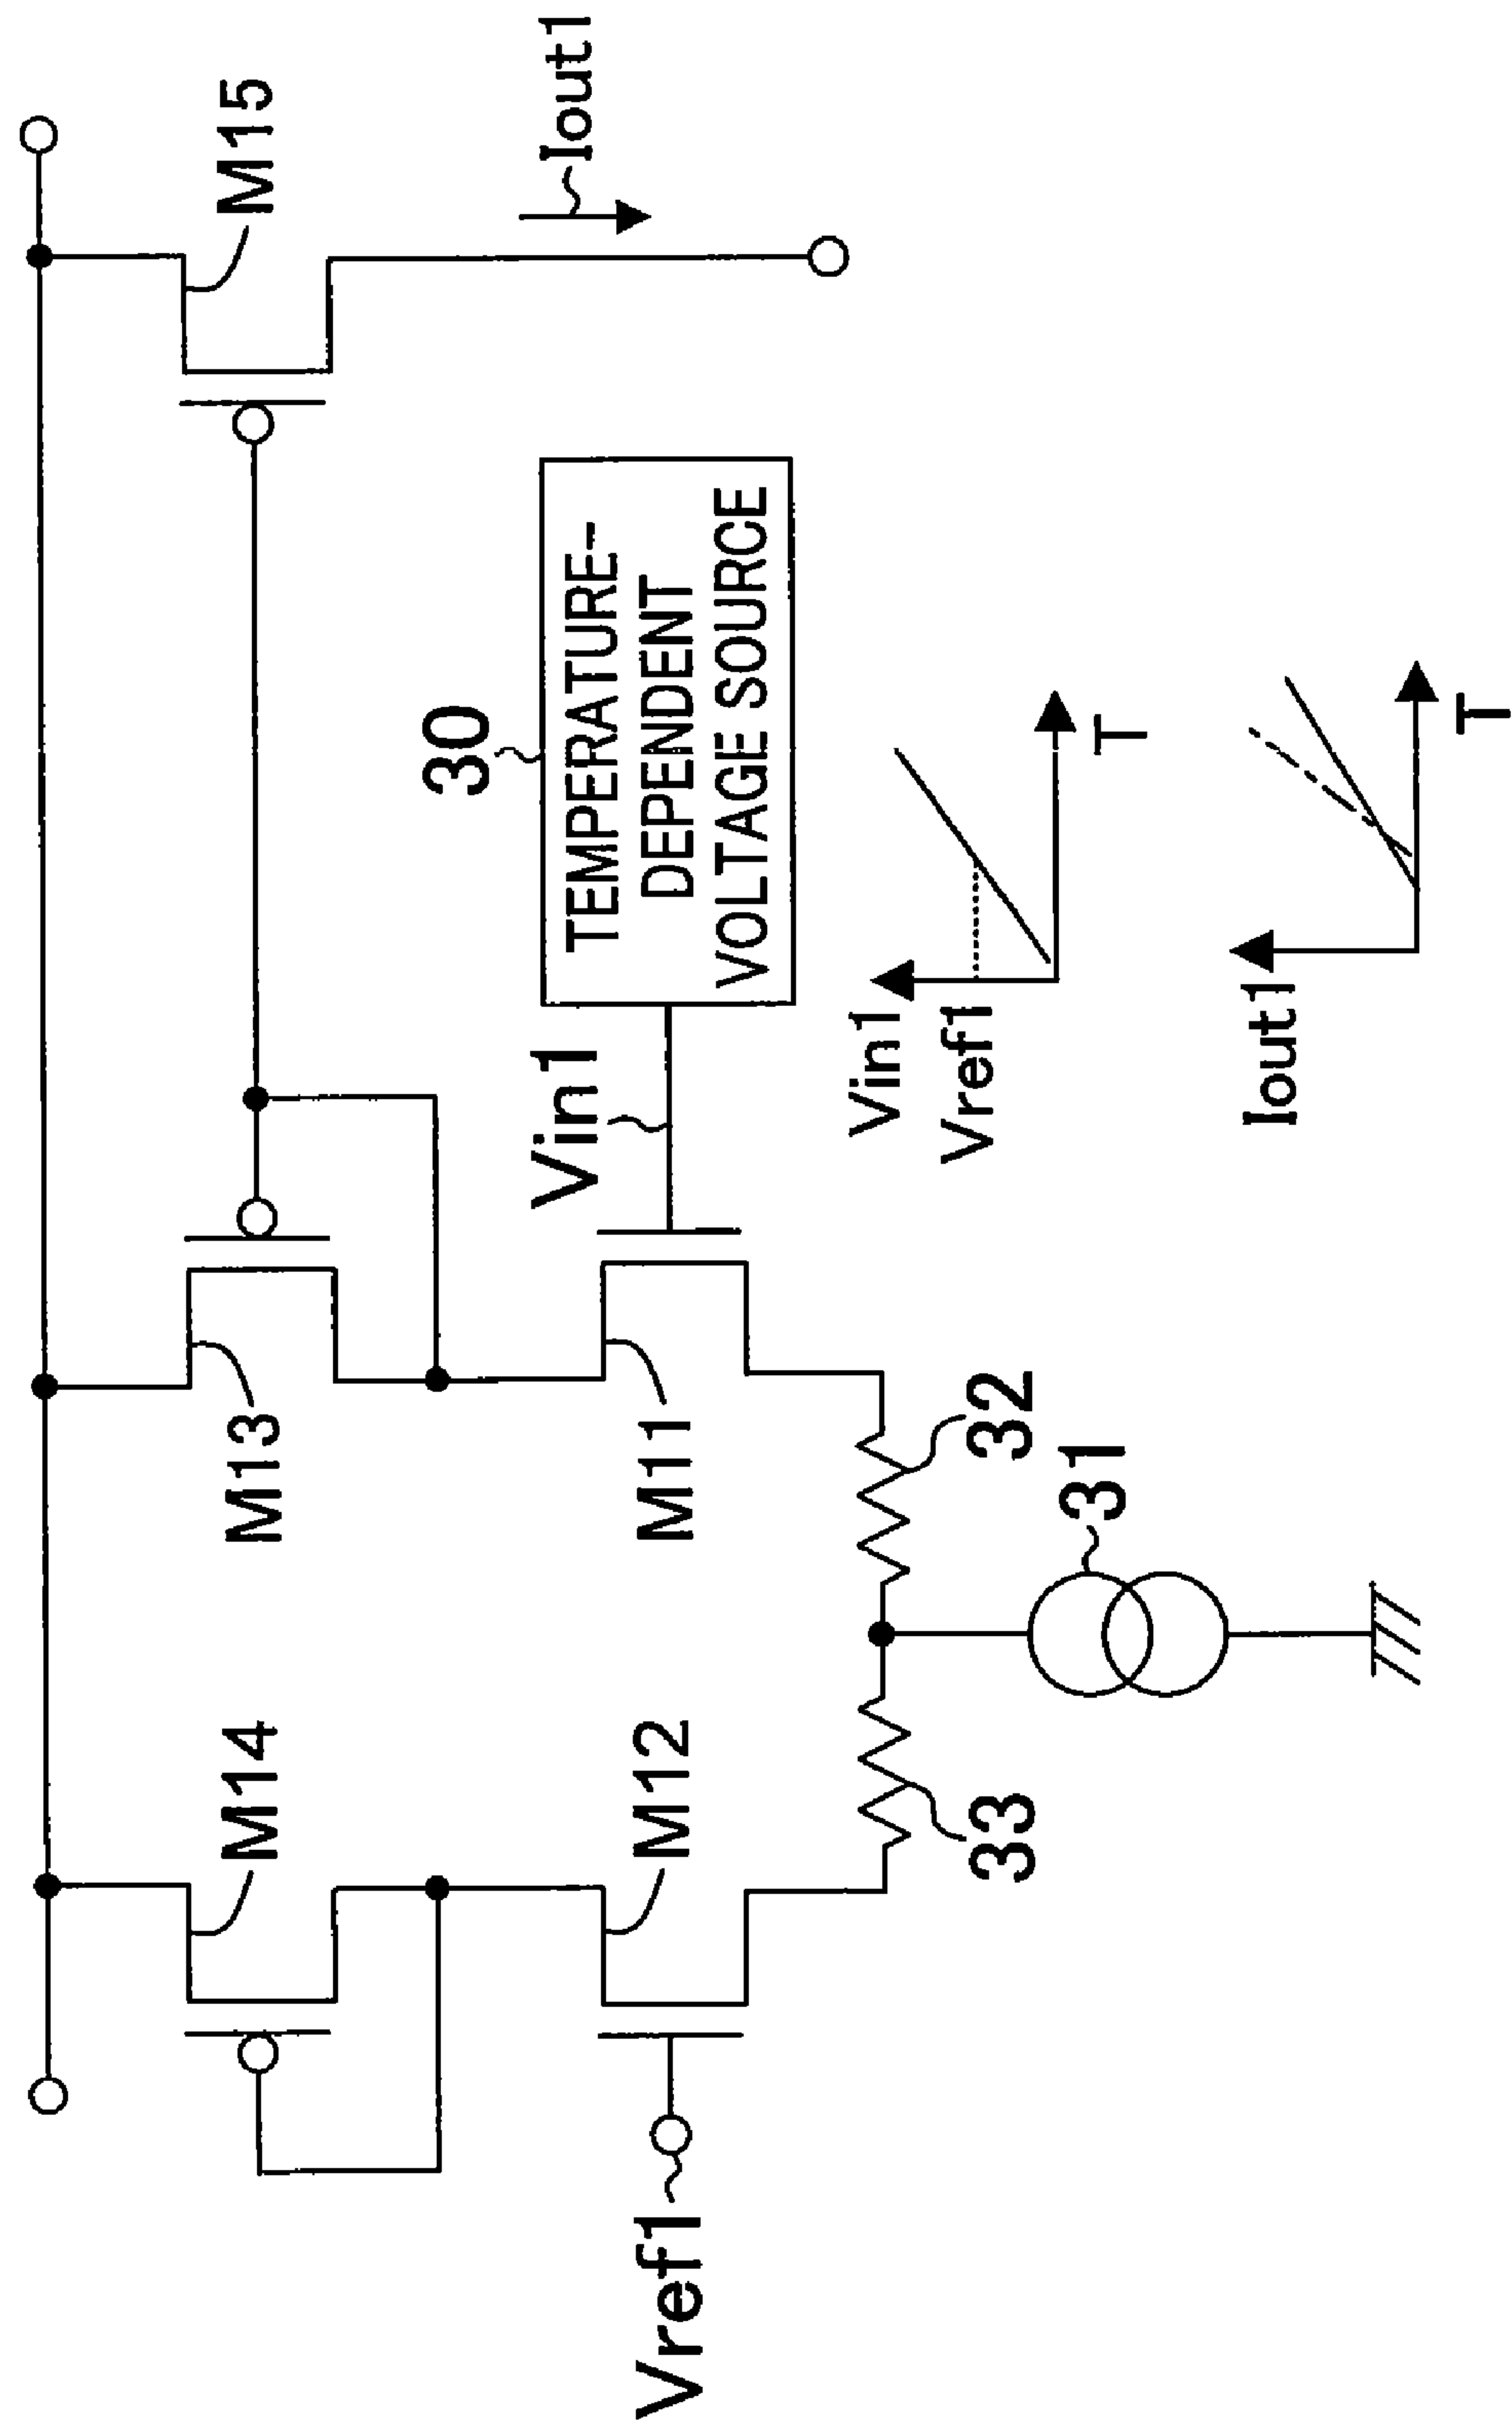 M14
M13
M15
30
TEMPERATURE-
DEPENDENT
VOLTAGE SOURCE
Iout1
Vin1
Vref1
M12
M11
33
32
31
Vin1
Vref1
T
Iout1
T